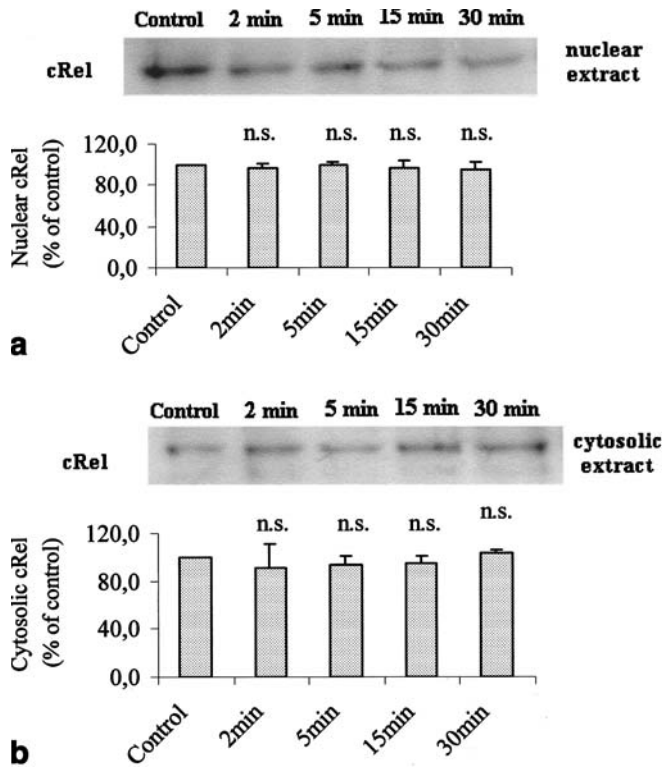 Control 2 min 5 min 15 min 30 min
cRel
nuclear
extract
n.s. n.s. n.s. n.s.
Nuclear cRel
(% of control)
120,0
80,0
40,0
0,0
Control 2min 5min 15min 30min
a
Control 2 min 5 min 15 min 30 min
cRel
cytosolic
extract
n.s. n.s. n.s. n.s.
Cytosolic cRel
(% of control)
120,0
80,0
40,0
0,0
Control 2min 5min 15min 30min
b